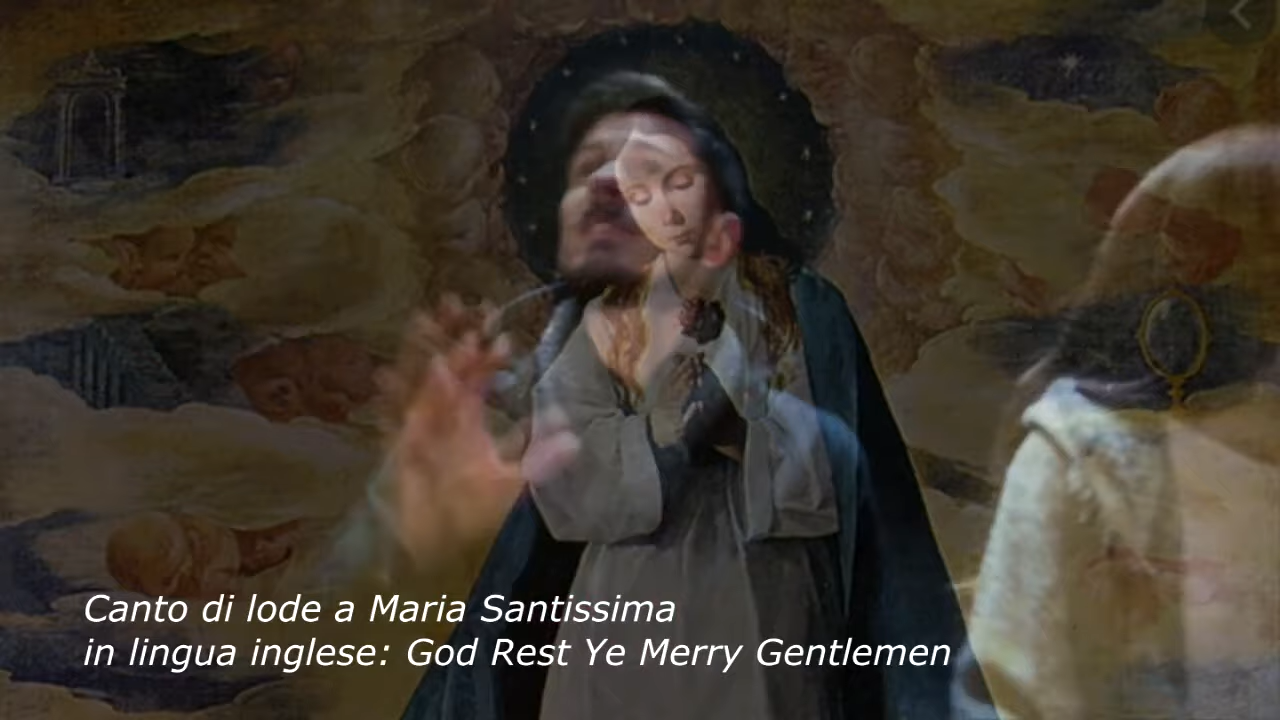 Canto di lode a Maria Santissima
in lingua inglese: God Rest Ye Merry Gentlemen